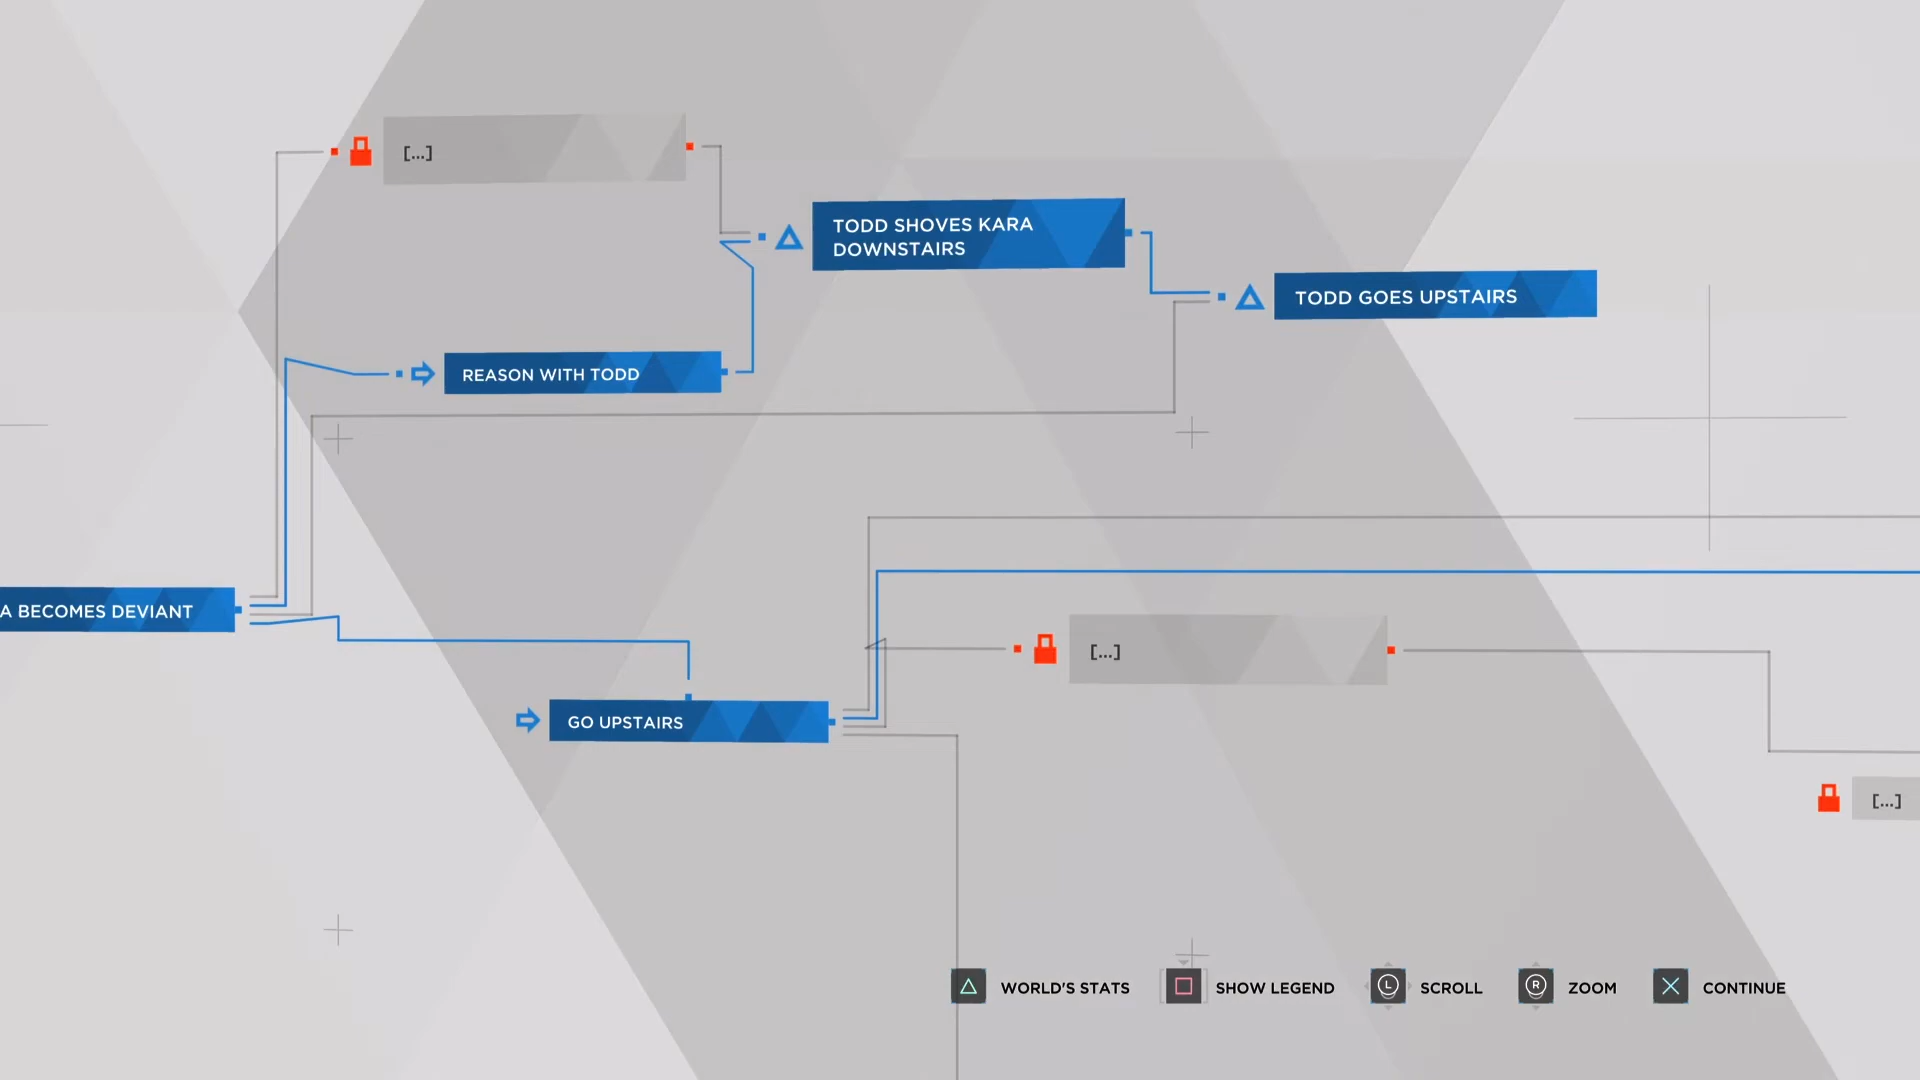 [...]
TODD SHOVES KARA
DOWNSTAIRS
TODD GOES UPSTAIRS
REASON WITH TODD
A BECOMES DEVIANT
[...]
GO UPSTAIRS
[...]
WORLD'S STATS
SHOW LEGEND
L
SCROLL
R
ZOOM
CONTINUE